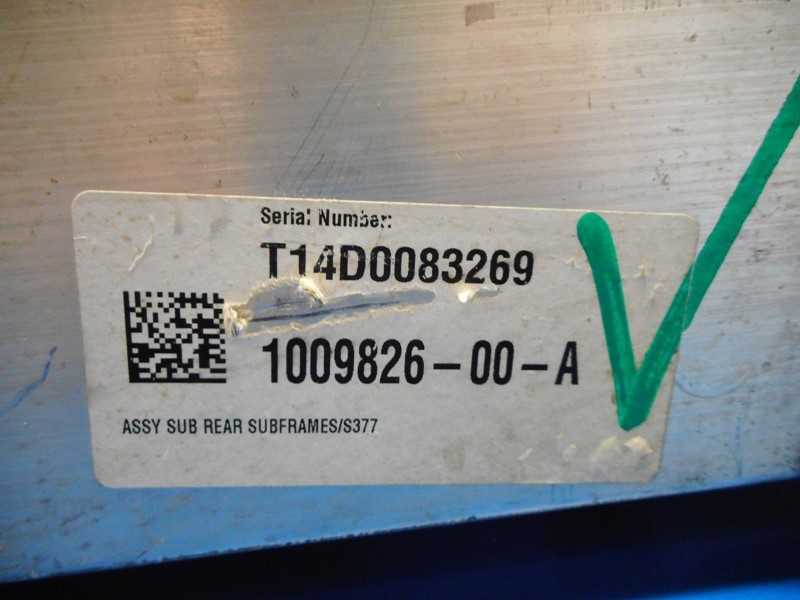 Serial Number:
T14D0083269
1009826-00-A
ASSY SUB REAR SUBFRAMES/S377